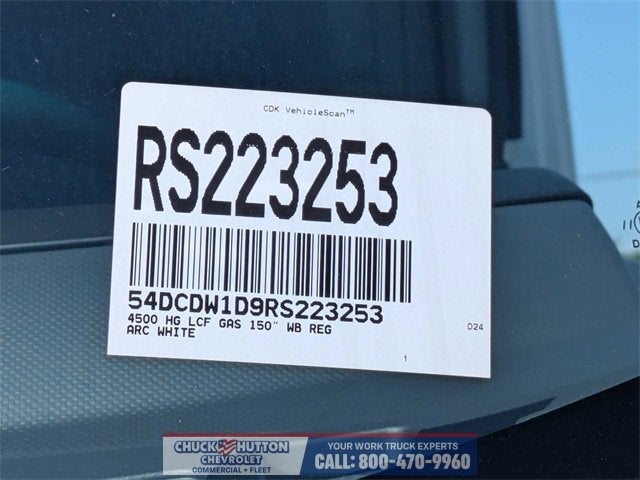 CDK VehicleScan™
RS223253
54DCDW1D9RS223253
4500 HG LCF GAS 150" WB REG
ARC WHITE
D24
1
11
D
CHUCK HUTTON
CHEVROLET
COMMERCIAL + FLEET
YOUR WORK TRUCK EXPERTS
CALL: 800-470-9960